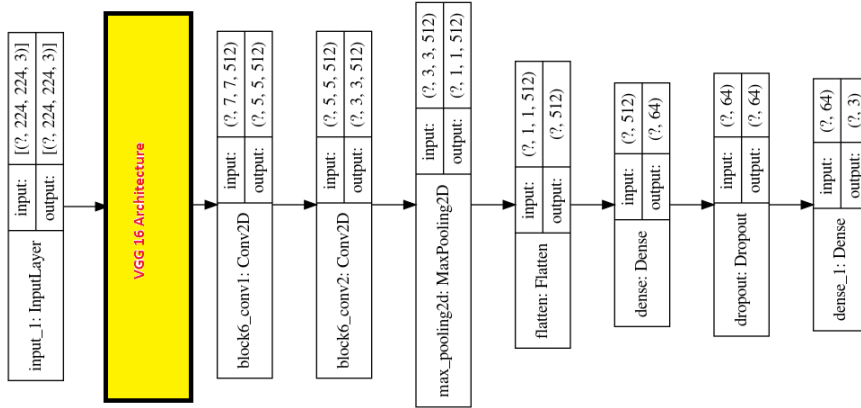 input_1: InputLayer
input:
[(?, 224, 224, 3)]
output:
[(?, 224, 224, 3)]
VGG 16 Architecture
block6_conv1: Conv2D
input:
(?, 7, 7, 512)
output:
(?, 5, 5, 512)
block6_conv2: Conv2D
input:
(?, 5, 5, 512)
output:
(?, 3, 3, 512)
max_pooling2d: MaxPooling2D
input:
(?, 3, 3, 512)
output:
(?, 1, 1, 512)
flatten: Flatten
input:
(?, 1, 1, 512)
output:
(?, 512)
dense: Dense
input:
(?, 512)
output:
(?, 64)
dropout: Dropout
input:
(?, 64)
output:
(?, 64)
dense_1: Dense
input:
(?, 64)
output:
(?, 3)